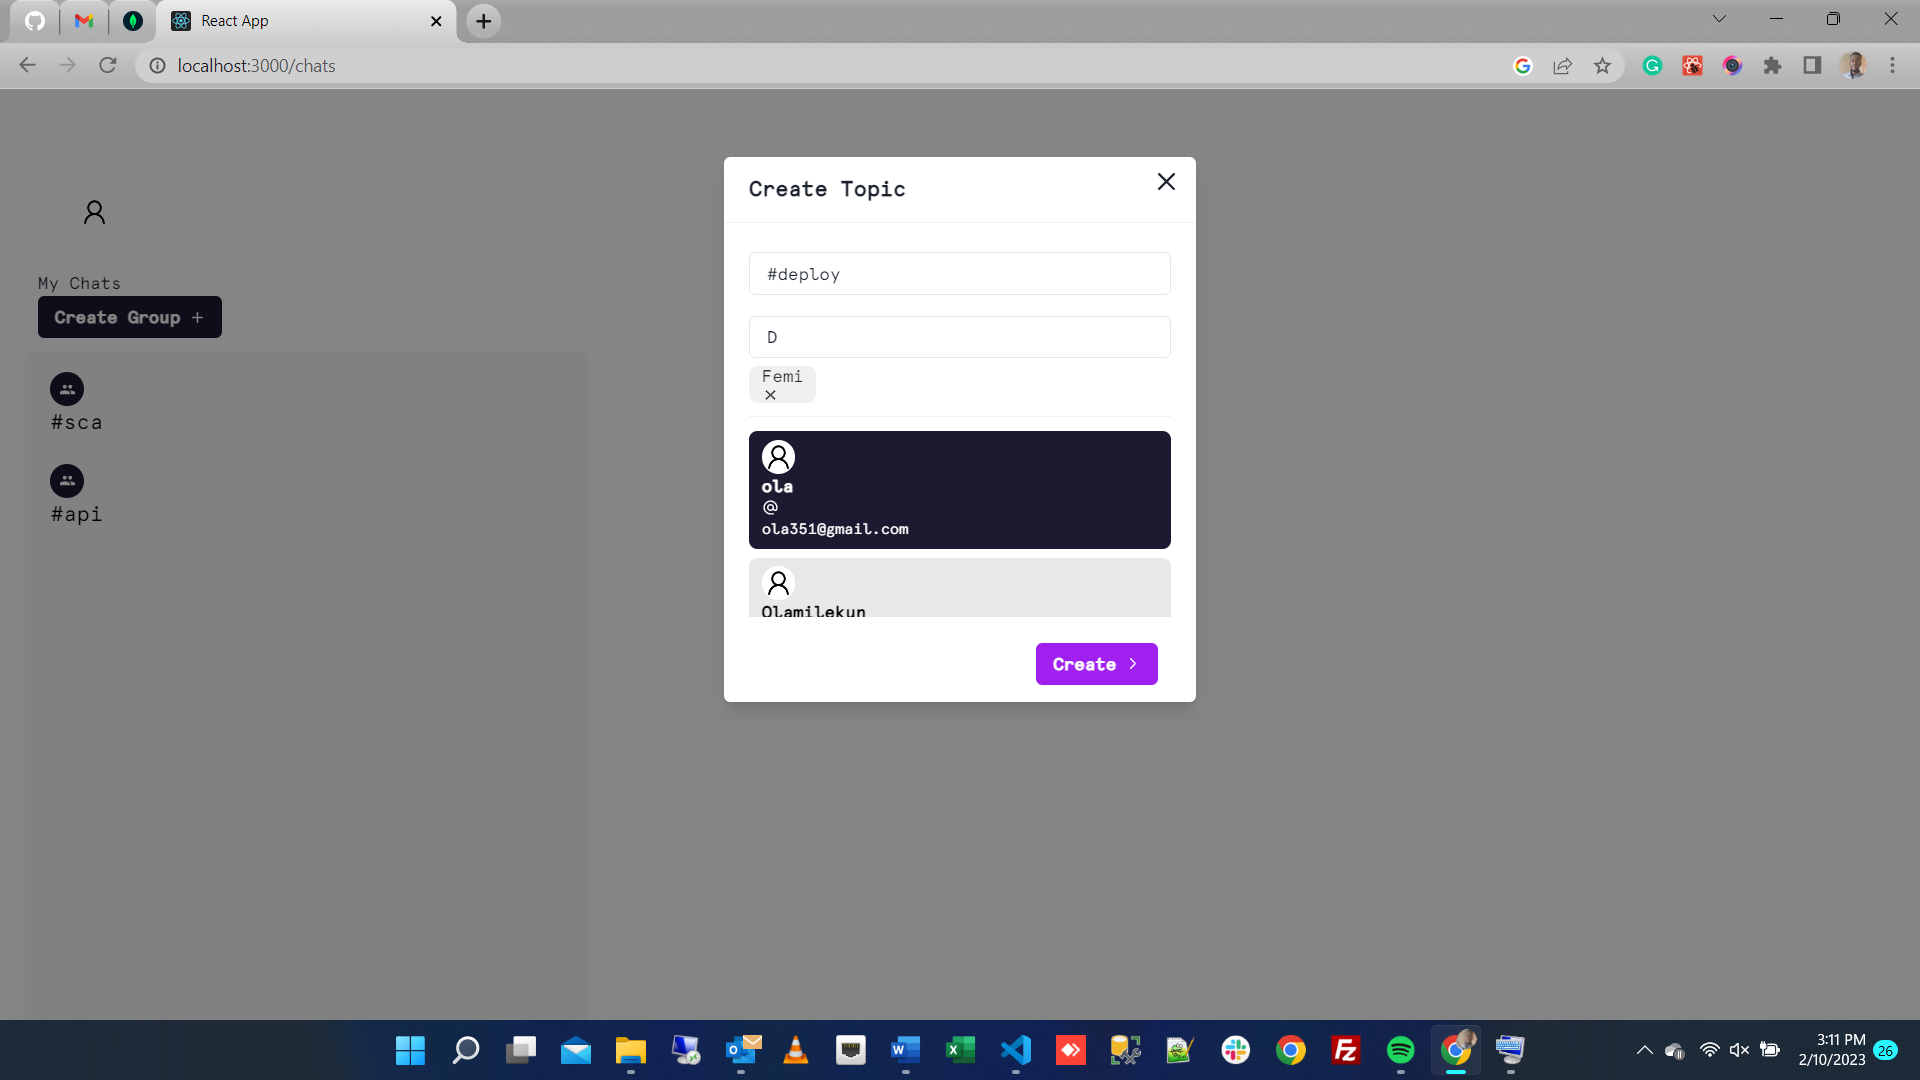 React App
localhost:3000/chats
Create Topic
#deploy
My Chats
Create Group +
D
Femi
#sca
ola
@
ola351@gmail.com
#api
Olamilekun
Create
3:11 PM
2/10/2023
26